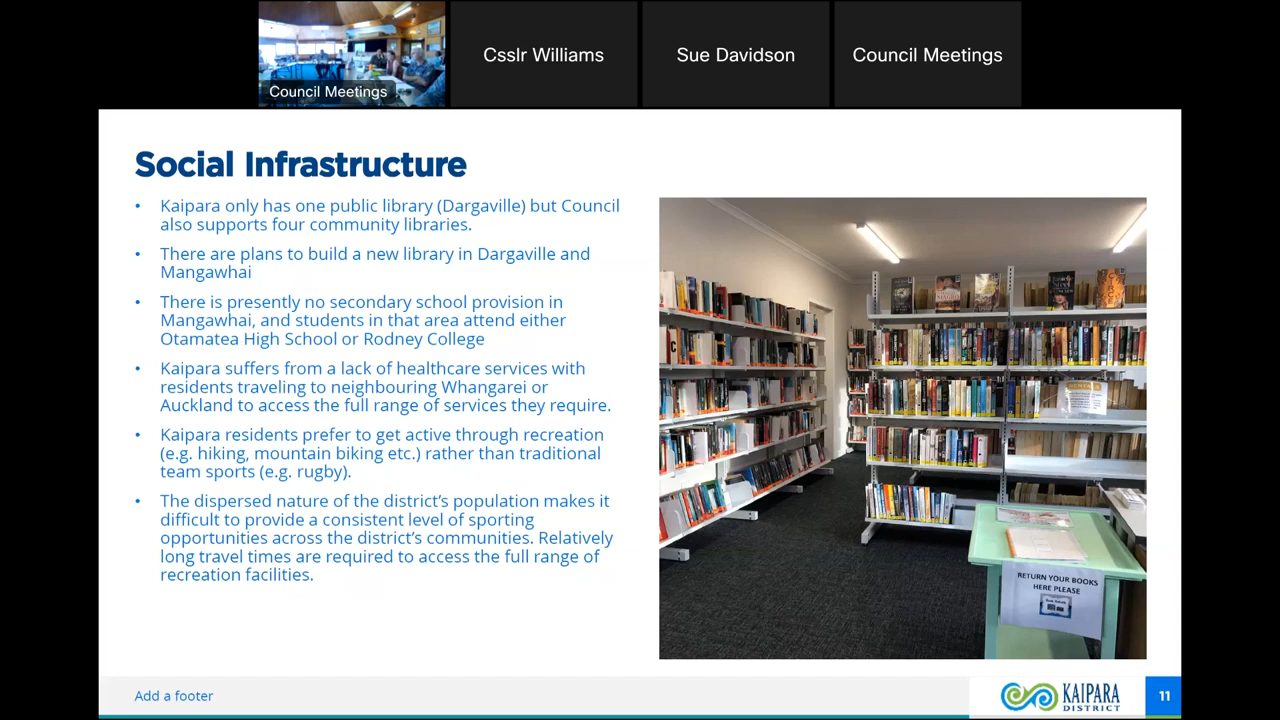 Council Meetings
Csslr Williams
Sue Davidson
Council Meetings
Social Infrastructure
• Kaipara only has one public library (Dargaville) but Council
also supports four community libraries.
• There are plans to build a new library in Dargaville and
Mangawhai
• There is presently no secondary school provision in
Mangawhai, and students in that area attend either
Otamatea High School or Rodney College
• Kaipara suffers from a lack of healthcare services with
residents traveling to neighbouring Whangarei or
Auckland to access the full range of services they require.
• Kaipara residents prefer to get active through recreation
(e.g. hiking, mountain biking etc.) rather than traditional
team sports (e.g. rugby).
• The dispersed nature of the district's population makes it
difficult to provide a consistent level of sporting
opportunities across the district's communities. Relatively
long travel times are required to access the full range of
recreation facilities.
RETURN YOUR BOOKS
HERE PLEASE
Add a footer
KAIPARA
DISTRICT
11